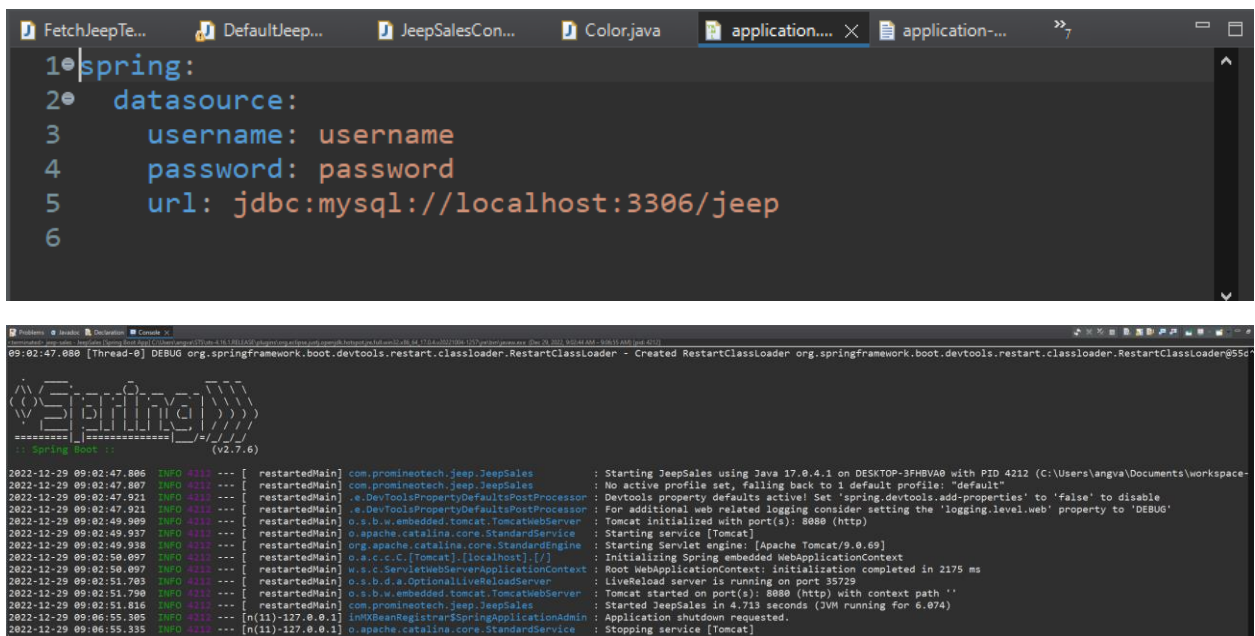 FetchJeepTe... DefaultJeep... JeepSalesCon... Color.java application.... application-... »7
1 spring:
2 datasource:
3 username: username
4 password: password
5 url: jdbc:mysql://localhost:3306/jeep
6
Problems Javadoc Declaration Console
09:02:47.080 [Thread-0] DEBUG org.springframework.boot.devtools.restart.classloader.RestartClassLoader - Created RestartClassLoader org.springframework.boot.devtools.restart.classloader.RestartClassLoader@55d
:: Spring Boot :: (v2.7.6)
2022-12-29 09:02:47.806 INFO 4212 --- [ restartedMain] com.promineotech.jeep.JeepSales : Starting JeepSales using Java 17.0.4.1 on DESKTOP-3FHBVA0 with PID 4212 (C:\Users\angva\Documents\workspace-
2022-12-29 09:02:47.807 INFO 4212 --- [ restartedMain] com.promineotech.jeep.JeepSales : No active profile set, falling back to 1 default profile: "default"
2022-12-29 09:02:47.921 INFO 4212 --- [ restartedMain] .e.DevToolsPropertyDefaultsPostProcessor : Devtools property defaults active! Set 'spring.devtools.add-properties' to 'false' to disable
2022-12-29 09:02:47.921 INFO 4212 --- [ restartedMain] .e.DevToolsPropertyDefaultsPostProcessor : For additional web related logging consider setting the 'logging.level.web' property to 'DEBUG'
2022-12-29 09:02:49.909 INFO 4212 --- [ restartedMain] o.s.b.w.embedded.tomcat.TomcatWebServer : Tomcat initialized with port(s): 8080 (http)
2022-12-29 09:02:49.937 INFO 4212 --- [ restartedMain] o.apache.catalina.core.StandardService : Starting service [Tomcat]
2022-12-29 09:02:49.938 INFO 4212 --- [ restartedMain] org.apache.catalina.core.StandardEngine : Starting Servlet engine: [Apache Tomcat/9.0.69]
2022-12-29 09:02:50.097 INFO 4212 --- [ restartedMain] o.a.c.c.C.[Tomcat].[localhost].[/] : Initializing Spring embedded WebApplicationContext
2022-12-29 09:02:50.097 INFO 4212 --- [ restartedMain] w.s.c.ServletWebServerApplicationContext : Root WebApplicationContext: initialization completed in 2175 ms
2022-12-29 09:02:51.703 INFO 4212 --- [ restartedMain] o.s.b.d.a.OptionalLiveReloadServer : LiveReload server is running on port 35729
2022-12-29 09:02:51.790 INFO 4212 --- [ restartedMain] o.s.b.w.embedded.tomcat.TomcatWebServer : Tomcat started on port(s): 8080 (http) with context path ''
2022-12-29 09:02:51.816 INFO 4212 --- [ restartedMain] com.promineotech.jeep.JeepSales : Started JeepSales in 4.713 seconds (JVM running for 6.074)
2022-12-29 09:06:55.305 INFO 4212 --- [n(11)-127.0.0.1] inMXBeanRegistrar$SpringApplicationAdmin : Application shutdown requested.
2022-12-29 09:06:55.335 INFO 4212 --- [n(11)-127.0.0.1] o.apache.catalina.core.StandardService : Stopping service [Tomcat]